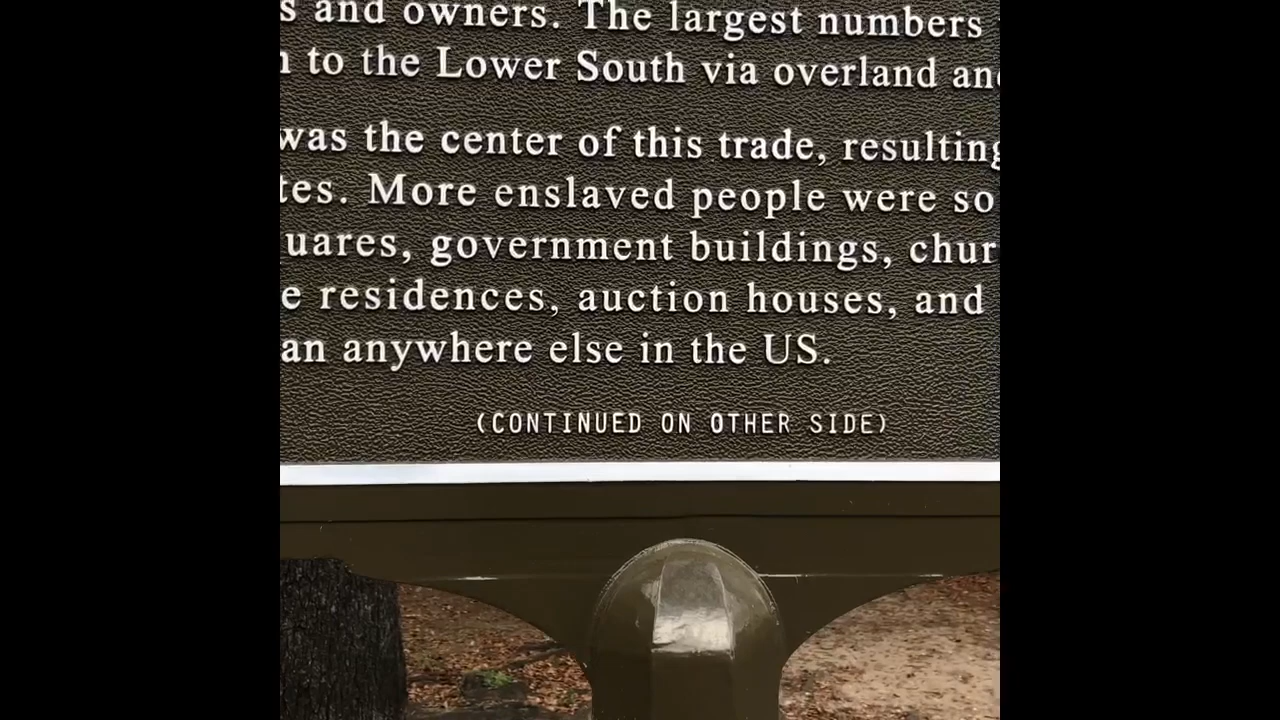 s and owners. The largest numbers
n to the Lower South via overland and
was the center of this trade, resulting
tes. More enslaved people were so
uares, government buildings, chur
e residences, auction houses, and
an anywhere else in the US.
(CONTINUED ON OTHER SIDE)